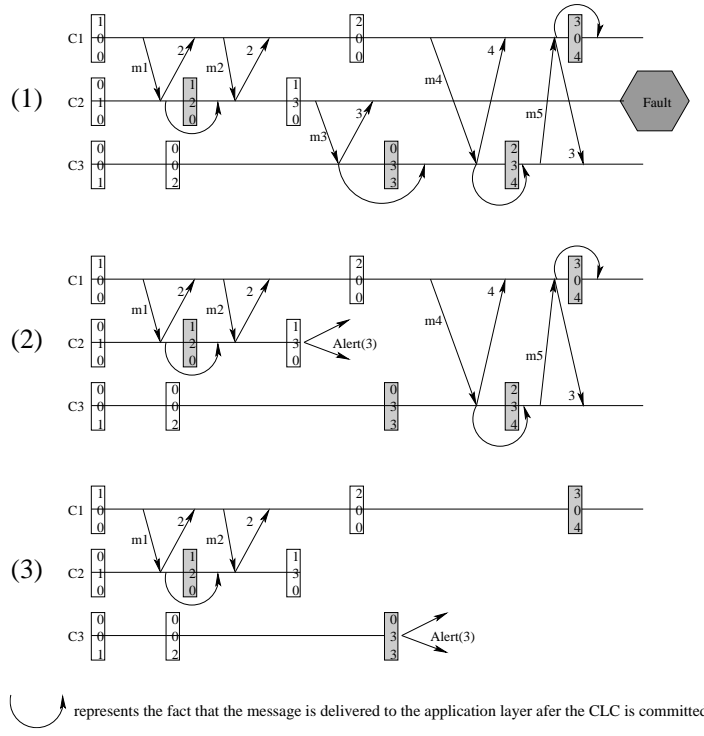 1 2 3
C1 0 2 2 0 0
0 0 4
m1 m2 m4 4
0 1 1
(1) C2 1 2 3 m5 Fault
0 0 0
m3 3
0 0 0 2
C3 0 0 3 3 3
1 2 3 4
1 2 3
C1 0 2 2 0 0
0 0 4
m1 m2 m4 4
0 1 1
(2) C2 1 2 3 Alert(3) m5
0 0 0
0 0 0 2
C3 0 0 3 3 3
1 2 3 4
1 2 3
C1 0 2 2 0 0
0 0 4
m1 m2
0 1 1
(3) C2 1 2 3
0 0 0
0 0 0
C3 0 0 3 Alert(3)
1 2 3
represents the fact that the message is delivered to the application layer afer the CLC is committed